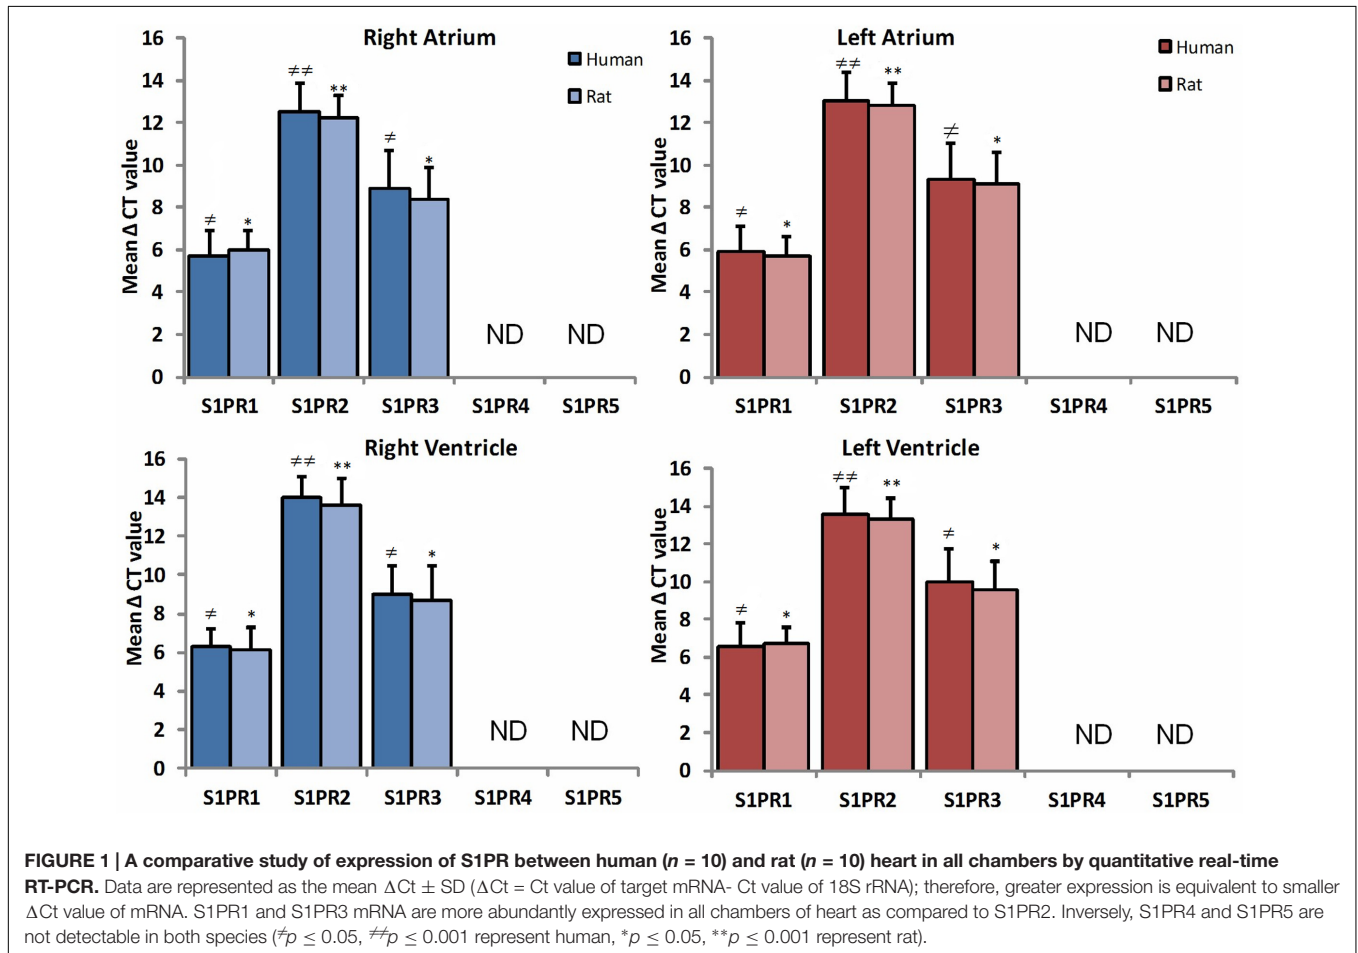 Right Atrium
Human
Rat
Mean Δ CT value
16
14
12
10
8
6
4
2
0
≠
*
≠≠
**
≠
*
ND
ND
S1PR1 S1PR2 S1PR3 S1PR4 S1PR5
Left Atrium
Human
Rat
Mean Δ CT value
16
14
12
10
8
6
4
2
0
≠
*
≠≠
**
≠
*
ND
ND
S1PR1 S1PR2 S1PR3 S1PR4 S1PR5
Right Ventricle
Mean Δ CT value
16
14
12
10
8
6
4
2
0
≠
*
≠≠
**
≠
*
ND
ND
S1PR1 S1PR2 S1PR3 S1PR4 S1PR5
Left Ventricle
Mean Δ CT value
16
14
12
10
8
6
4
2
0
≠
*
≠≠
**
≠
*
ND
ND
S1PR1 S1PR2 S1PR3 S1PR4 S1PR5
FIGURE 1 | A comparative study of expression of S1PR between human (n = 10) and rat (n = 10) heart in all chambers by quantitative real-time
RT-PCR. Data are represented as the mean ΔCt ± SD (ΔCt = Ct value of target mRNA- Ct value of 18S rRNA); therefore, greater expression is equivalent to smaller
ΔCt value of mRNA. S1PR1 and S1PR3 mRNA are more abundantly expressed in all chambers of heart as compared to S1PR2. Inversely, S1PR4 and S1PR5 are
not detectable in both species (≠p ≤ 0.05, ≠≠p ≤ 0.001 represent human, *p ≤ 0.05, **p ≤ 0.001 represent rat).